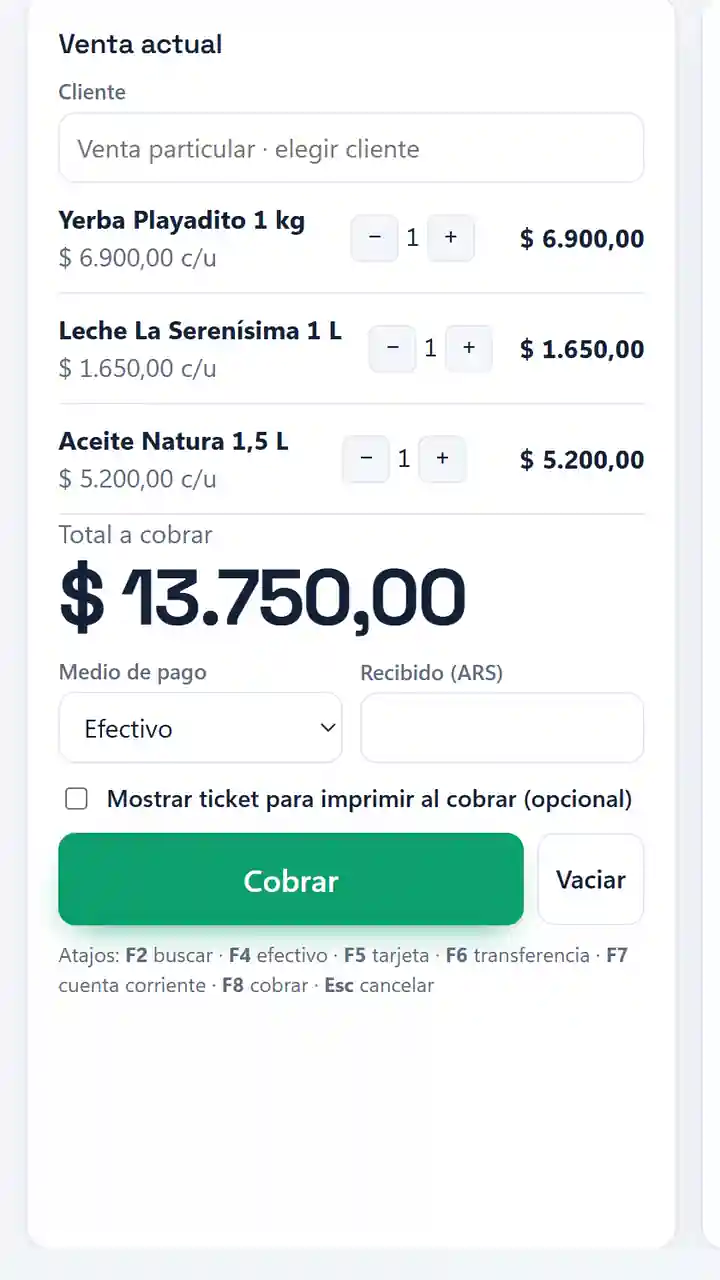 Venta actual
Cliente
Venta particular · elegir cliente
Yerba Playadito 1 kg
$ 6.900,00 c/u
− 1 +
$ 6.900,00
Leche La Serenísima 1 L
$ 1.650,00 c/u
− 1 +
$ 1.650,00
Aceite Natura 1,5 L
$ 5.200,00 c/u
− 1 +
$ 5.200,00
Total a cobrar
$ 13.750,00
Medio de pago
Efectivo
Recibido (ARS)
Mostrar ticket para imprimir al cobrar (opcional)
Cobrar
Vaciar
Atajos: F2 buscar · F4 efectivo · F5 tarjeta · F6 transferencia · F7
cuenta corriente · F8 cobrar · Esc cancelar